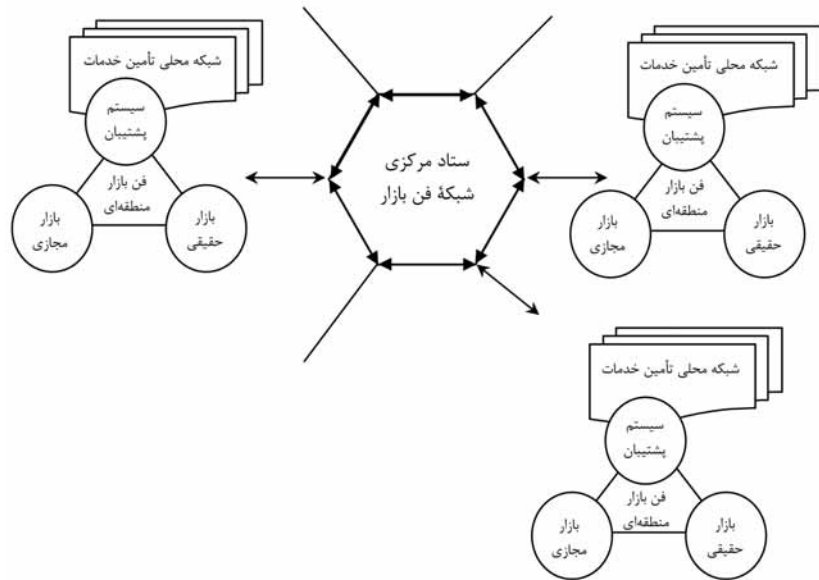 شبکه محلی تأمین خدمات
سیستم
پشتیبان
فن بازار
منطقه‌ای
بازار
حقیقی
بازار
مجازی
ستاد مرکزی
شبکهٔ فن بازار
شبکه محلی تأمین خدمات
سیستم
پشتیبان
فن بازار
منطقه‌ای
بازار
حقیقی
بازار
مجازی
شبکه محلی تأمین خدمات
سیستم
پشتیبان
فن بازار
منطقه‌ای
بازار
حقیقی
بازار
مجازی